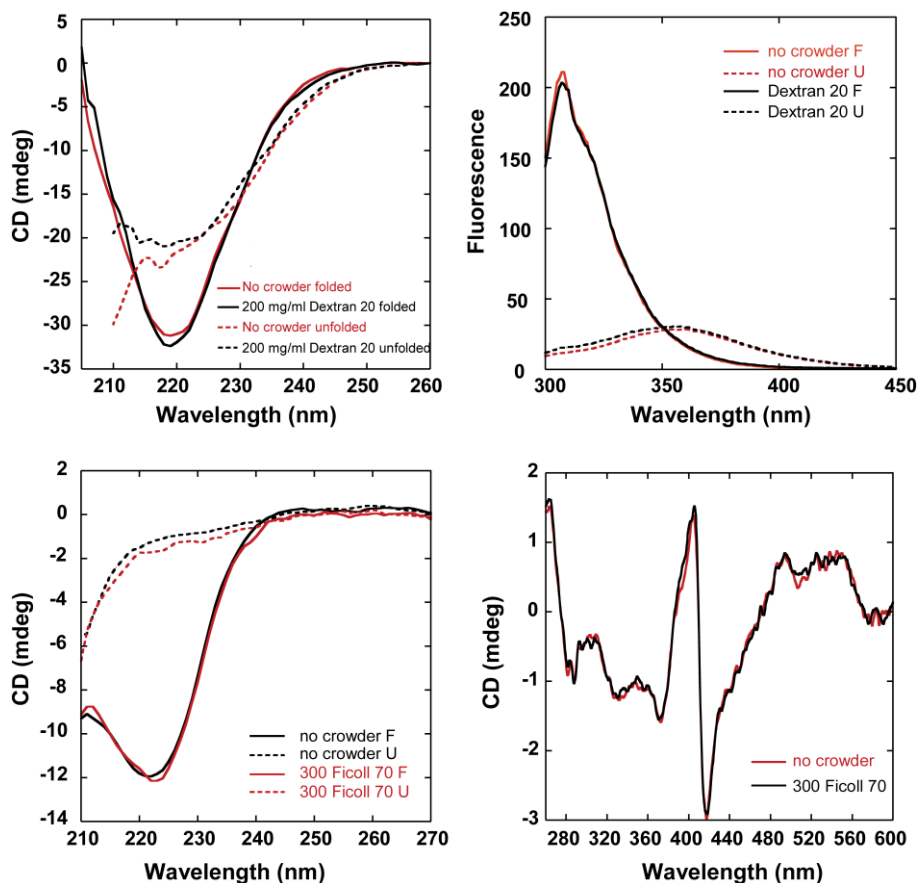 5
0
-5
-10
-15
-20
-25
-30
-35
CD (mdeg)
No crowder folded
200 mg/ml Dextran 20 folded
No crowder unfolded
200 mg/ml Dextran 20 unfolded
210 220 230 240 250 260
Wavelength (nm)
250
200
150
100
50
0
Fluorescence
no crowder F
no crowder U
Dextran 20 F
Dextran 20 U
300 350 400 450
Wavelength (nm)
2
0
-2
-4
-6
-8
-10
-12
-14
CD (mdeg)
no crowder F
no crowder U
300 Ficoll 70 F
300 Ficoll 70 U
210 220 230 240 250 260 270
Wavelength (nm)
2
1
0
-1
-2
-3
CD (mdeg)
no crowder
300 Ficoll 70
260 300 360 400 440 480 520 560 600
Wavelength (nm)